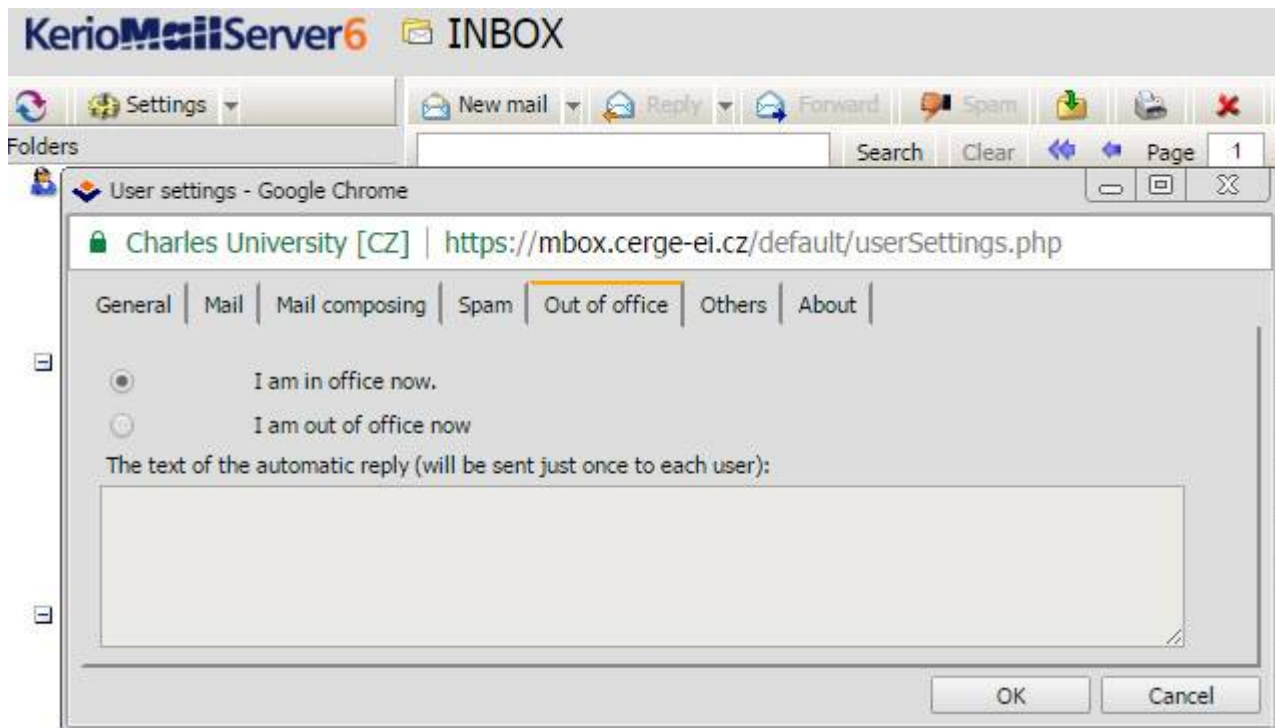 KerioMailServer6 INBOX
Settings New mail Reply Forward Spam
Folders Search Clear Page 1
User settings - Google Chrome
Charles University [CZ] | https://mbox.cerge-ei.cz/default/userSettings.php
General Mail Mail composing Spam Out of office Others About
I am in office now.
I am out of office now
The text of the automatic reply (will be sent just once to each user):
OK Cancel